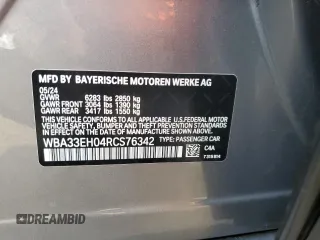 MFD BY BAYERISCHE MOTOREN WERKE AG
05/24
GVWR 6283 lbs 2850 kg
GAWR FRONT 3064 lbs 1390 kg
GAWR REAR 3417 lbs 1550 kg
THIS VEHICLE CONFORMS TO ALL
APPLICABLE U.S. FEDERAL MOTOR
VEHICLE SAFETY, BUMPER, AND
THEFT PREVENTION STANDARDS
IN EFFECT ON THE DATE OF
MANUFACTURE SHOWN ABOVE.
WBA33EH04RCS76342 TYPE: PASSENGER CAR
C4A
DREAMBID